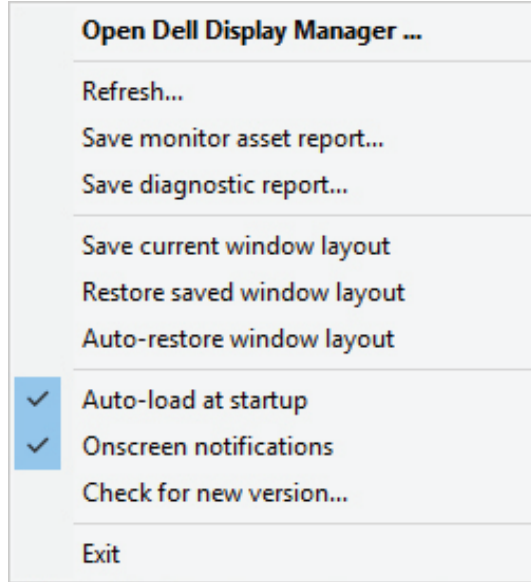 Open Dell Display Manager ...
Refresh...
Save monitor asset report...
Save diagnostic report...
Save current window layout
Restore saved window layout
Auto-restore window layout
Auto-load at startup
Onscreen notifications
Check for new version...
Exit